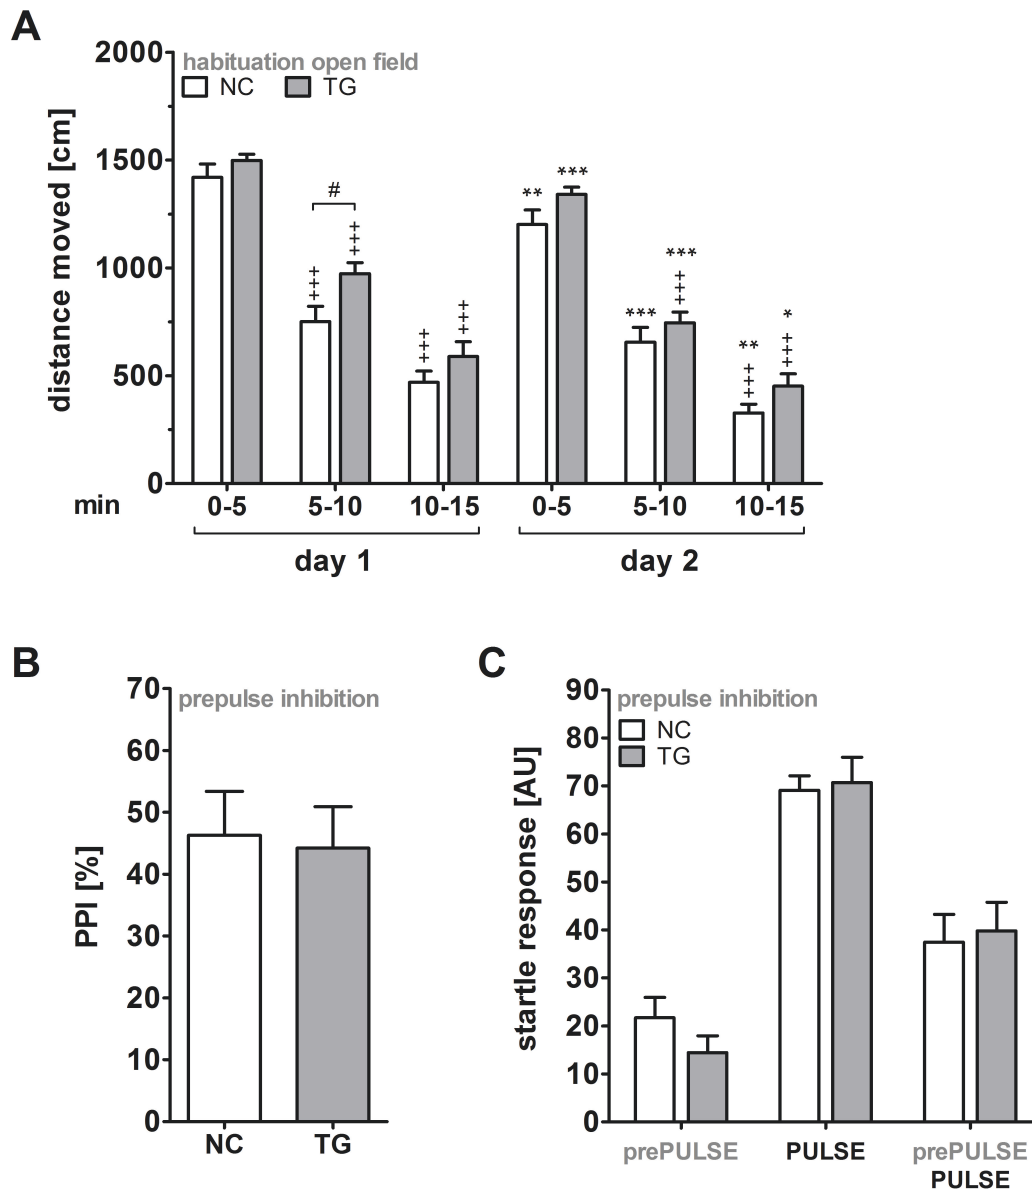 A
habituation open field
NC TG
distance moved [cm]
2000
1500
1000
500
0
#
+++
+++
+++
+++
**
***
***
***
+++
**
+++
*
+++
min 0-5 5-10 10-15 0-5 5-10 10-15
day 1 day 2
B
prepulse inhibition
PPI [%]
70
60
50
40
30
20
10
0
NC TG
C
prepulse inhibition
NC
TG
startle response [AU]
90
80
70
60
50
40
30
20
10
0
prePULSE PULSE prePULSE
PULSE